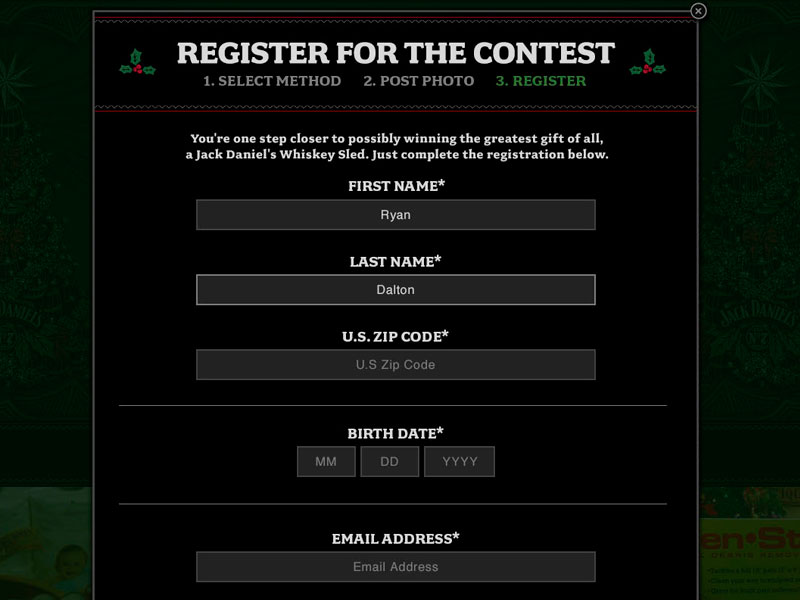 REGISTER FOR THE CONTEST
1. SELECT METHOD 2. POST PHOTO 3. REGISTER
You're one step closer to possibly winning the greatest gift of all,
a Jack Daniel's Whiskey Sled. Just complete the registration below.
FIRST NAME*
Ryan
LAST NAME*
Dalton
U.S. ZIP CODE*
U.S Zip Code
BIRTH DATE*
MM DD YYYY
EMAIL ADDRESS*
Email Address
JACK DANIEL'S